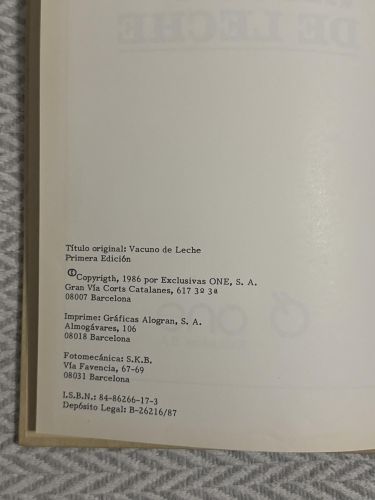 Título original: Vacuno de Leche
Primera Edición
©Copyrigth, 1986 por Exclusivas ONE, S. A.
Gran Vía Corts Catalanes, 617 3º 3ª
08007 Barcelona
Imprime: Gráficas Alogran, S. A.
Almogávares, 106
08018 Barcelona
Fotomecánica: S.K.B.
Vía Favencia, 67-69
08031 Barcelona
I.S.B.N.: 84-86266-17-3
Depósito Legal: B-26216/87